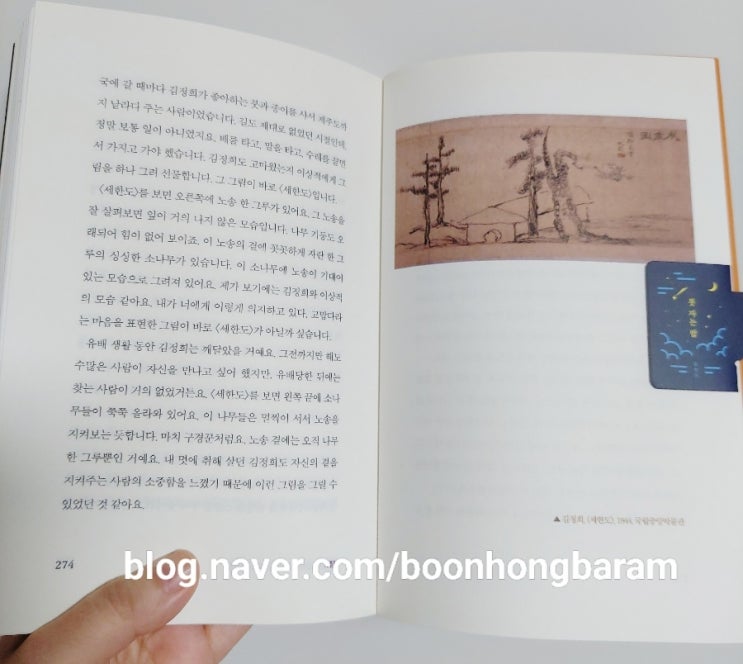 국에 갈 때마다 김정희가 좋아하는 붓과 종이를 사서 제주도까
지 날라다 주는 사람이었습니다. 길도 제대로 없었던 시절인데,
정말 보통 일이 아니었지요. 배를 타고, 말을 타고, 수레를 끌면
서 가지고 가야 했습니다. 김정희도 고마웠는지 이상적에게 그
림을 하나 그려 선물합니다. 그 그림이 바로 〈세한도〉입니다.
〈세한도〉를 보면 오른쪽에 노송 한 그루가 있어요. 그 노송을
잘 살펴보면 잎이 거의 나지 않은 모습입니다. 나무 기둥도 오
래되어 힘이 없어 보이죠. 이 노송의 곁에 꼿꼿하게 자란 한 그
루의 싱싱한 소나무가 있습니다. 이 소나무에 노송이 기대어
있는 모습으로 그려져 있어요. 제가 보기에는 김정희와 이상적
의 모습 같아요. 내가 너에게 이렇게 의지하고 있다. 고맙다라
는 마음을 표현한 그림이 바로 〈세한도〉가 아닐까 싶습니다.
유배 생활 동안 김정희는 깨달았을 거예요. 그전까지만 해도
수많은 사람이 자신을 만나고 싶어 했지만, 유배당한 뒤에는
찾는 사람이 거의 없었거든요. 〈세한도〉를 보면 왼쪽 끝에 소나
무들이 쭉쭉 올라와 있어요. 이 나무들은 멀찍이 서서 노송을
지켜보는 듯합니다. 마치 구경꾼처럼요. 노송 곁에는 오직 나무
한 그루뿐인 거예요. 내 멋에 취해 살던 김정희도 자신의 곁을
지켜주는 사람의 소중함을 느꼈기 때문에 이런 그림을 그릴 수
있었던 것 같아요.
274
歲寒圖
못 자는 밤
▲ 김정희, 〈세한도〉, 1844, 국립중앙박물관
blog.naver.com/boonhongbaram